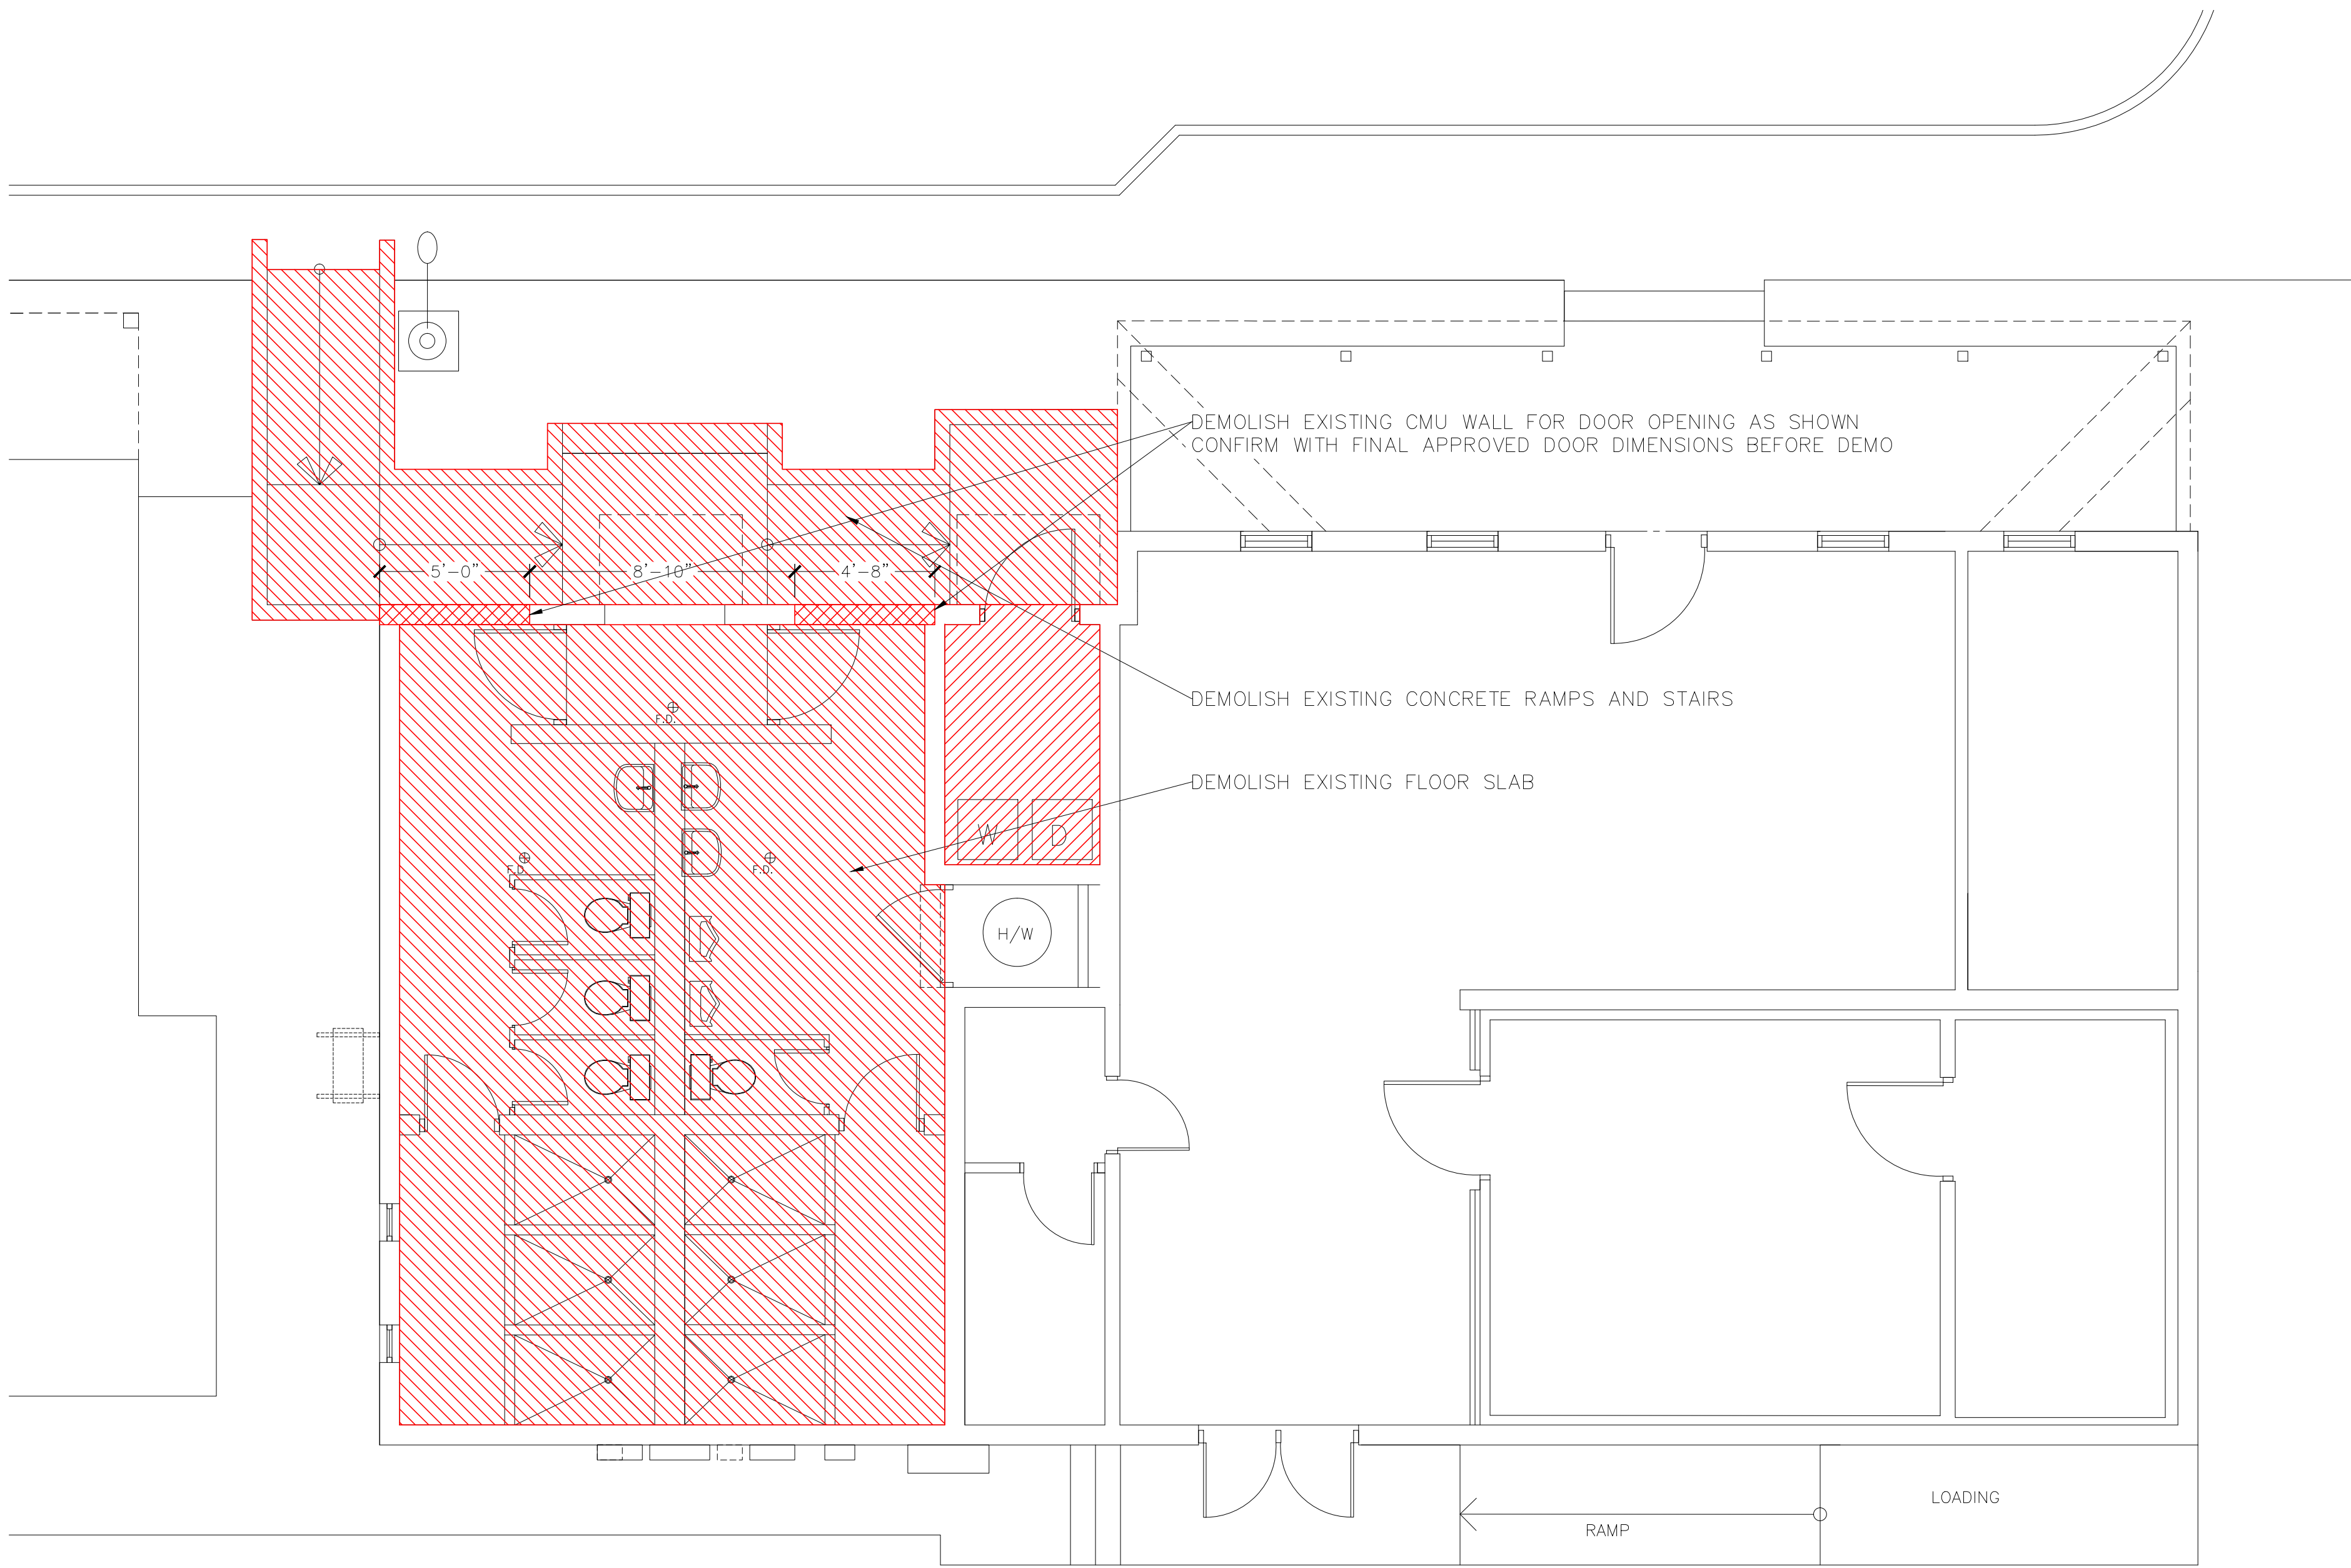 DEMOLISH EXISTING CMU WALL FOR DOOR OPENING AS SHOWN
CONFIRM WITH FINAL APPROVED DOOR DIMENSIONS BEFORE DEMO
5'-0"
8'-10"
4'-8"
DEMOLISH EXISTING CONCRETE RAMPS AND STAIRS
F.D.
DEMOLISH EXISTING FLOOR SLAB
W
D
F.D.
F.D.
H/W
LOADING
RAMP